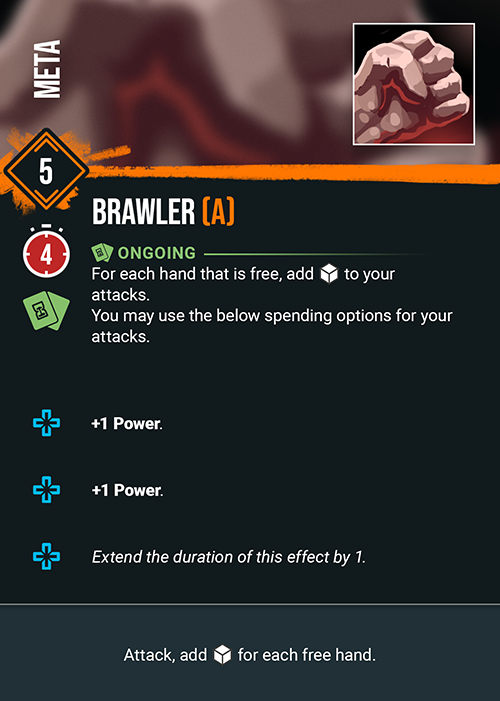 META
5
BRAWLER (A)
4
ONGOING
For each hand that is free, add to your
attacks.
You may use the below spending options for your
attacks.
+1 Power.
+1 Power.
Extend the duration of this effect by 1.
Attack, add for each free hand.